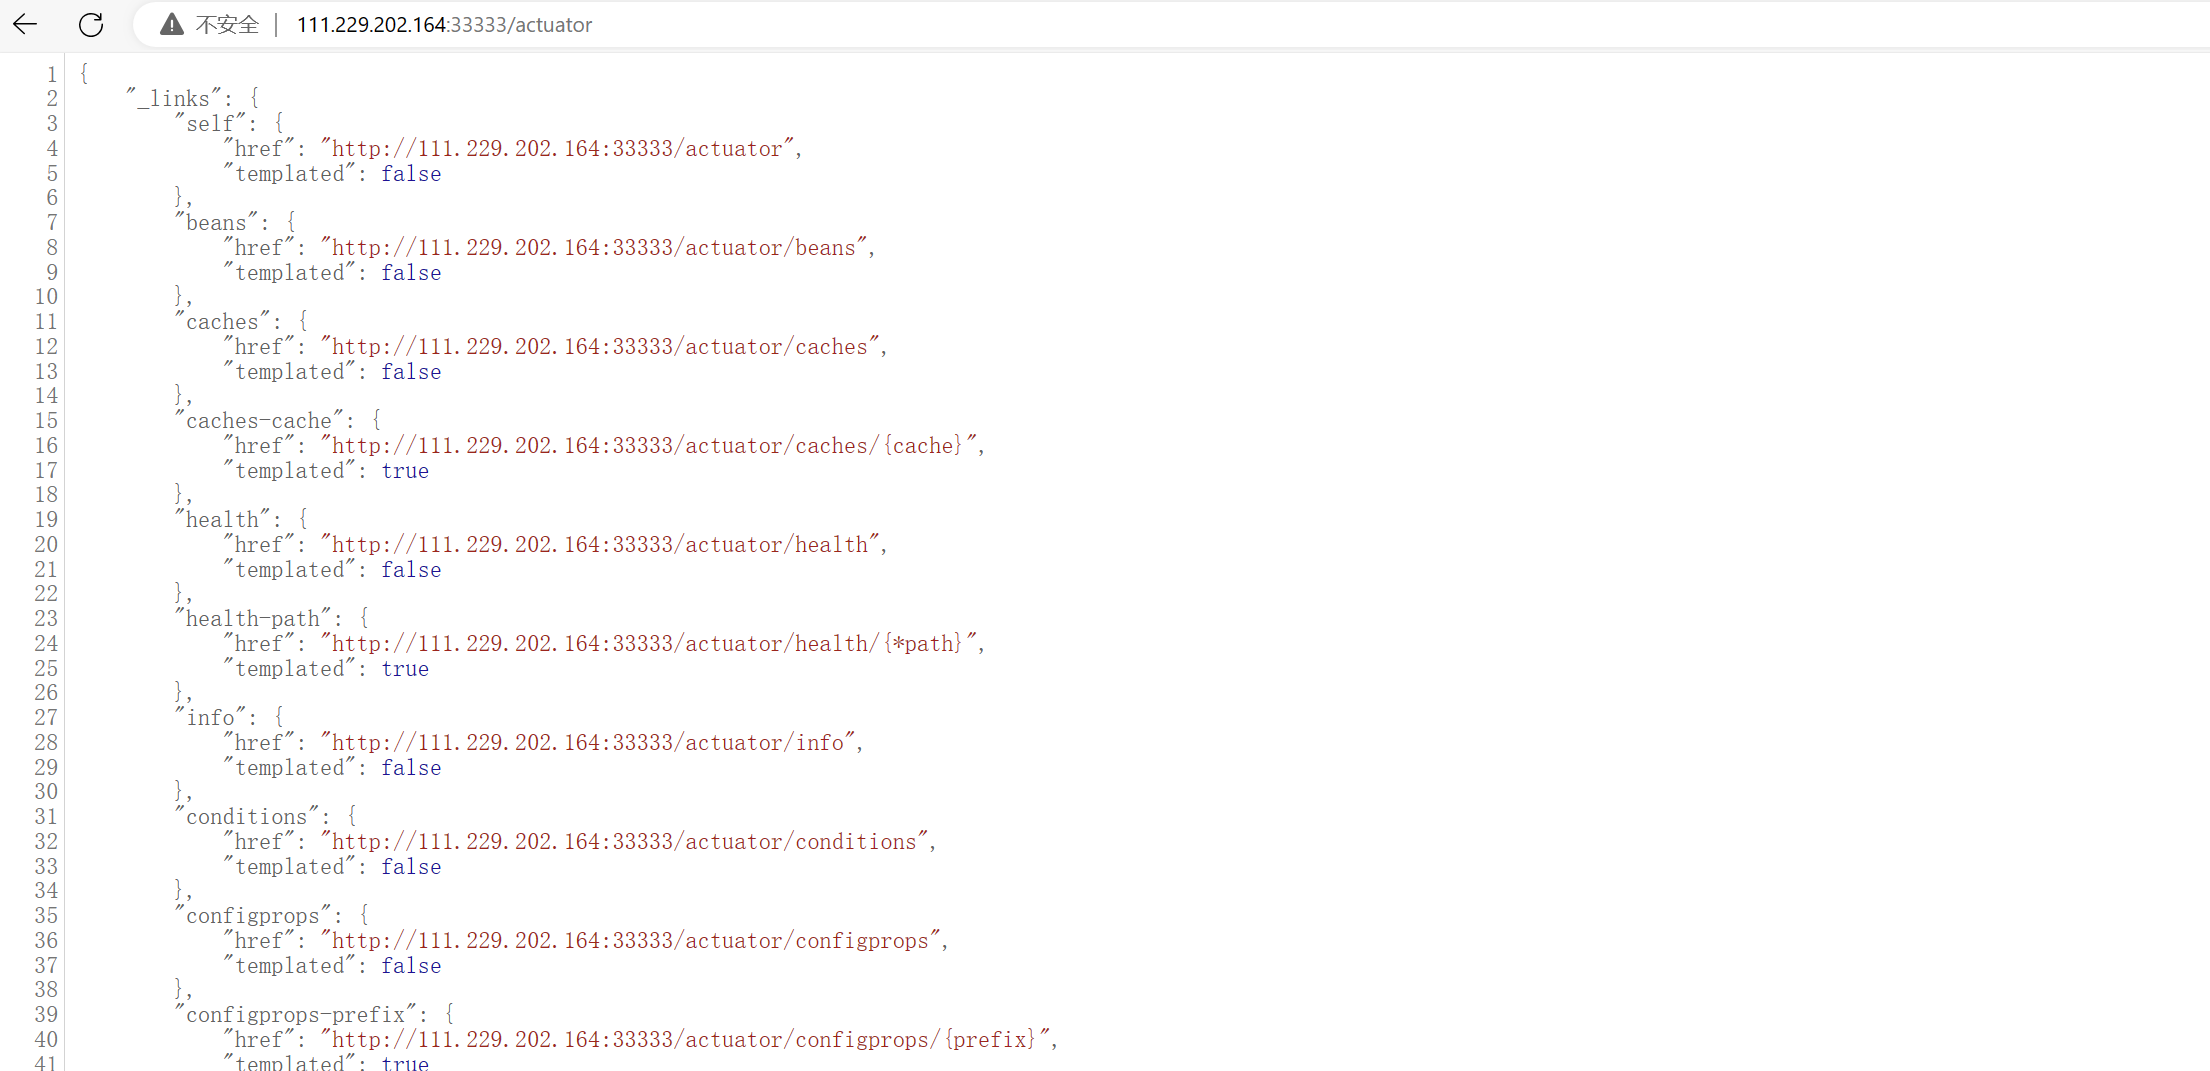 不安全 | 111.229.202.164:33333/actuator
1 {
2 "_links": {
3 "self": {
4 "href": "http://111.229.202.164:33333/actuator",
5 "templated": false
6 },
7 "beans": {
8 "href": "http://111.229.202.164:33333/actuator/beans",
9 "templated": false
10 },
11 "caches": {
12 "href": "http://111.229.202.164:33333/actuator/caches",
13 "templated": false
14 },
15 "caches-cache": {
16 "href": "http://111.229.202.164:33333/actuator/caches/{cache}",
17 "templated": true
18 },
19 "health": {
20 "href": "http://111.229.202.164:33333/actuator/health",
21 "templated": false
22 },
23 "health-path": {
24 "href": "http://111.229.202.164:33333/actuator/health/{*path}",
25 "templated": true
26 },
27 "info": {
28 "href": "http://111.229.202.164:33333/actuator/info",
29 "templated": false
30 },
31 "conditions": {
32 "href": "http://111.229.202.164:33333/actuator/conditions",
33 "templated": false
34 },
35 "configprops": {
36 "href": "http://111.229.202.164:33333/actuator/configprops",
37 "templated": false
38 },
39 "configprops-prefix": {
40 "href": "http://111.229.202.164:33333/actuator/configprops/{prefix}",
41 "templated": true